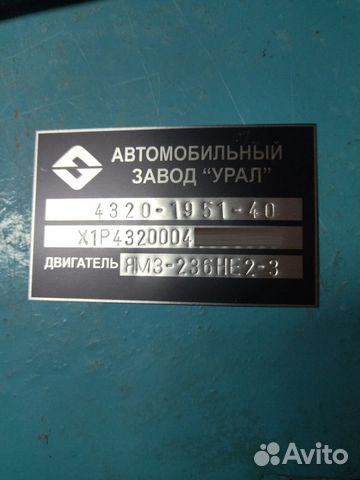 АВТОМОБИЛЬНЫЙ
ЗАВОД "УРАЛ"
4320-1951-40
X1P4320004
ДВИГАТЕЛЬ ЯМЗ-236НЕ2-3
Avito